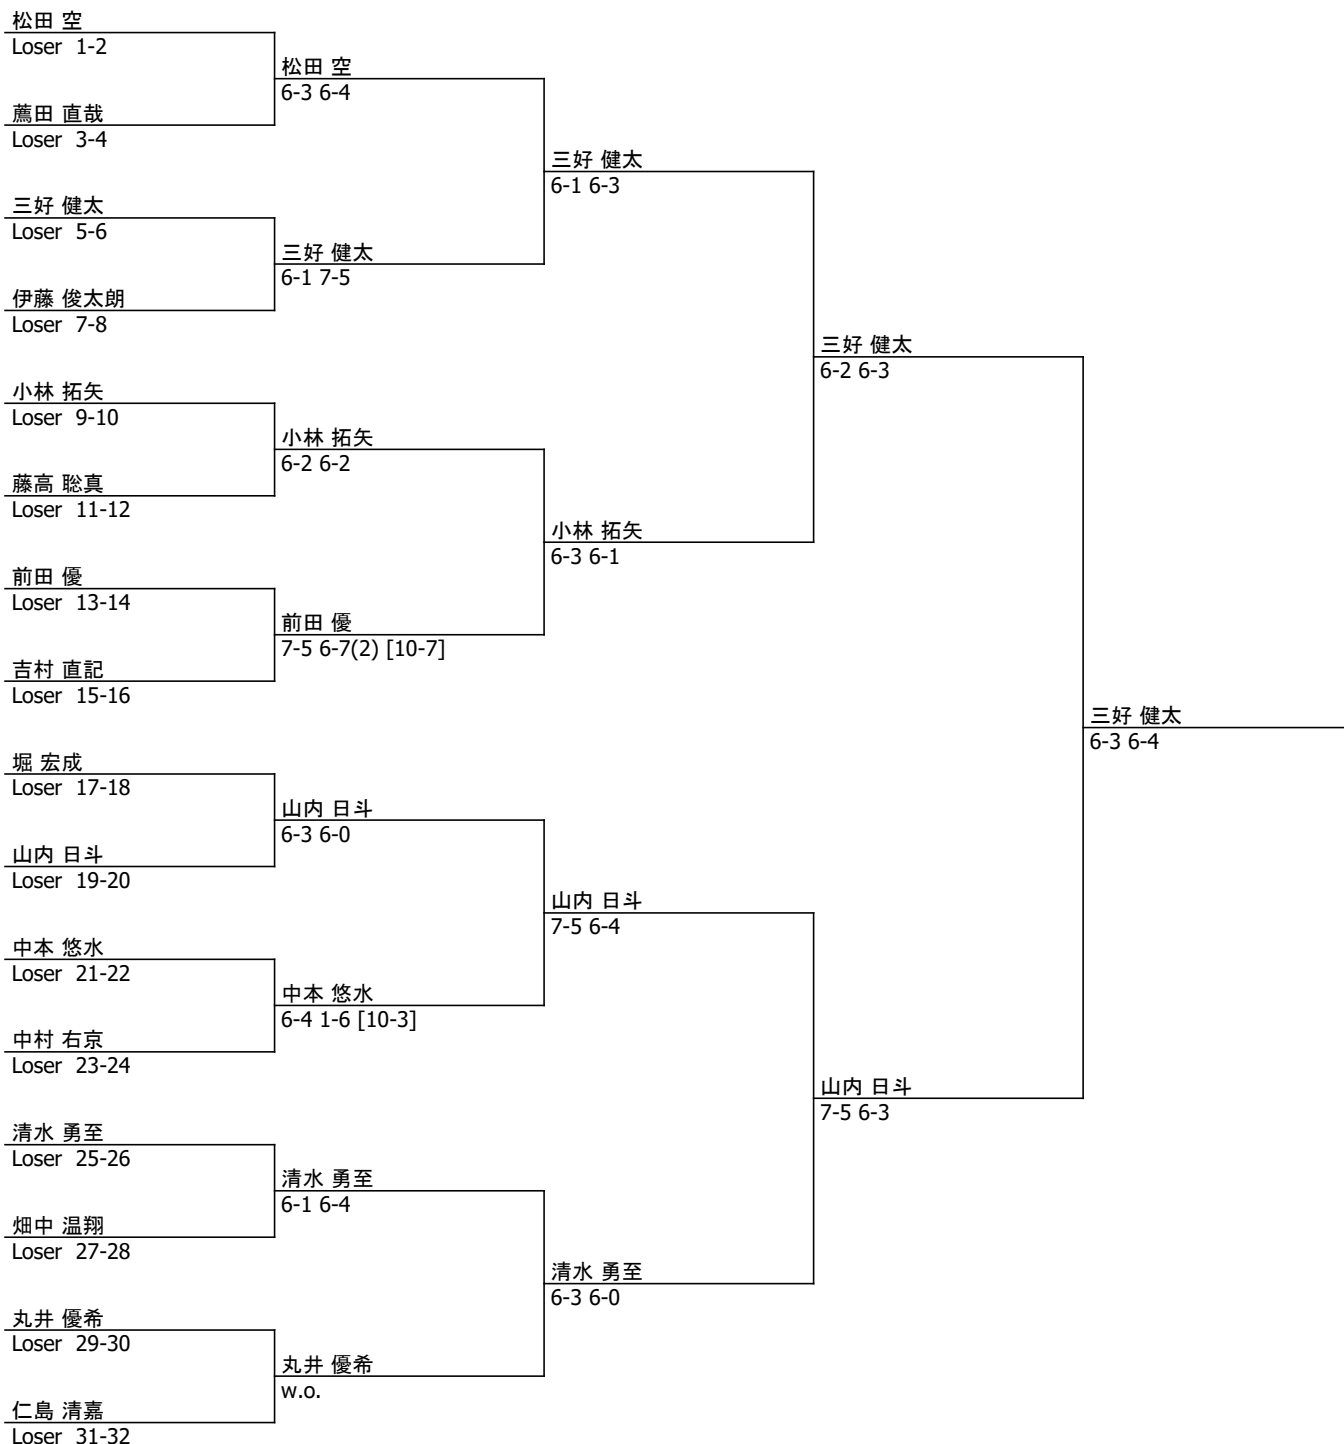 松田 空
Loser 1-2
薦田 直哉
Loser 3-4
三好 健太
Loser 5-6
伊藤 俊太朗
Loser 7-8
小林 拓矢
Loser 9-10
藤高 聡真
Loser 11-12
前田 優
Loser 13-14
吉村 直記
Loser 15-16
堀 宏成
Loser 17-18
山内 日斗
Loser 19-20
中本 悠水
Loser 21-22
中村 右京
Loser 23-24
清水 勇至
Loser 25-26
畑中 温翔
Loser 27-28
丸井 優希
Loser 29-30
仁島 清嘉
Loser 31-32
松田 空
6-3 6-4
三好 健太
6-1 7-5
小林 拓矢
6-2 6-2
前田 優
7-5 6-7(2) [10-7]
山内 日斗
6-3 6-0
中本 悠水
6-4 1-6 [10-3]
清水 勇至
6-1 6-4
丸井 優希
w.o.
三好 健太
6-1 6-3
小林 拓矢
6-3 6-1
山内 日斗
7-5 6-4
清水 勇至
6-3 6-0
三好 健太
6-2 6-3
山内 日斗
7-5 6-3
三好 健太
6-3 6-4